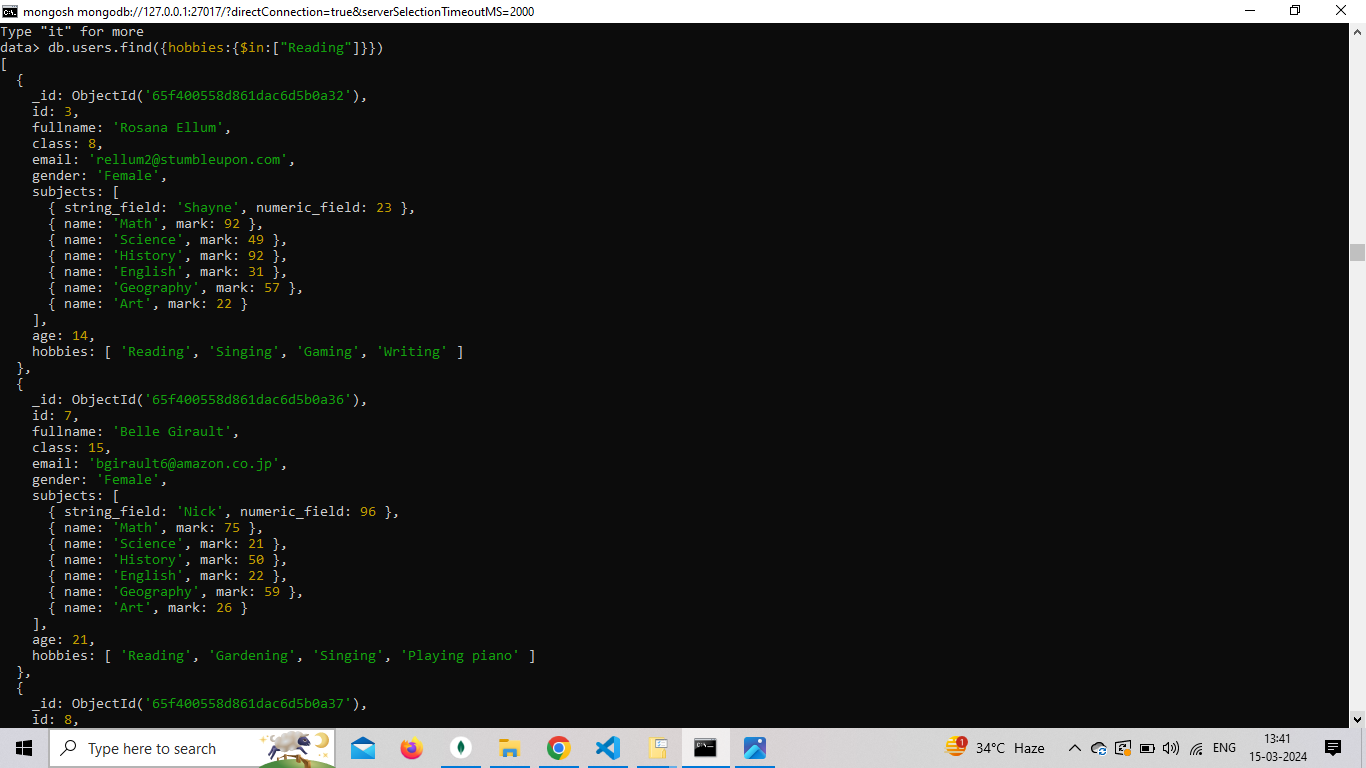 mongosh mongodb://127.0.0.1:27017/?directConnection=true&serverSelectionTimeoutMS=2000
Type "it" for more
data> db.users.find({hobbies:{$in:["Reading"]}})
[
  {
    _id: ObjectId('65f400558d861dac6d5b0a32'),
    id: 3,
    fullname: 'Rosana Ellum',
    class: 8,
    email: 'rellum2@stumbleupon.com',
    gender: 'Female',
    subjects: [
      { string_field: 'Shayne', numeric_field: 23 },
      { name: 'Math', mark: 92 },
      { name: 'Science', mark: 49 },
      { name: 'History', mark: 92 },
      { name: 'English', mark: 31 },
      { name: 'Geography', mark: 57 },
      { name: 'Art', mark: 22 }
    ],
    age: 14,
    hobbies: [ 'Reading', 'Singing', 'Gaming', 'Writing' ]
  },
  {
    _id: ObjectId('65f400558d861dac6d5b0a36'),
    id: 7,
    fullname: 'Belle Girault',
    class: 15,
    email: 'bgirault6@amazon.co.jp',
    gender: 'Female',
    subjects: [
      { string_field: 'Nick', numeric_field: 96 },
      { name: 'Math', mark: 75 },
      { name: 'Science', mark: 21 },
      { name: 'History', mark: 50 },
      { name: 'English', mark: 22 },
      { name: 'Geography', mark: 59 },
      { name: 'Art', mark: 26 }
    ],
    age: 21,
    hobbies: [ 'Reading', 'Gardening', 'Singing', 'Playing piano' ]
  },
  {
    _id: ObjectId('65f400558d861dac6d5b0a37'),
    id: 8,
Type here to search
1
34°C Haze
ENG
13:41
15-03-2024